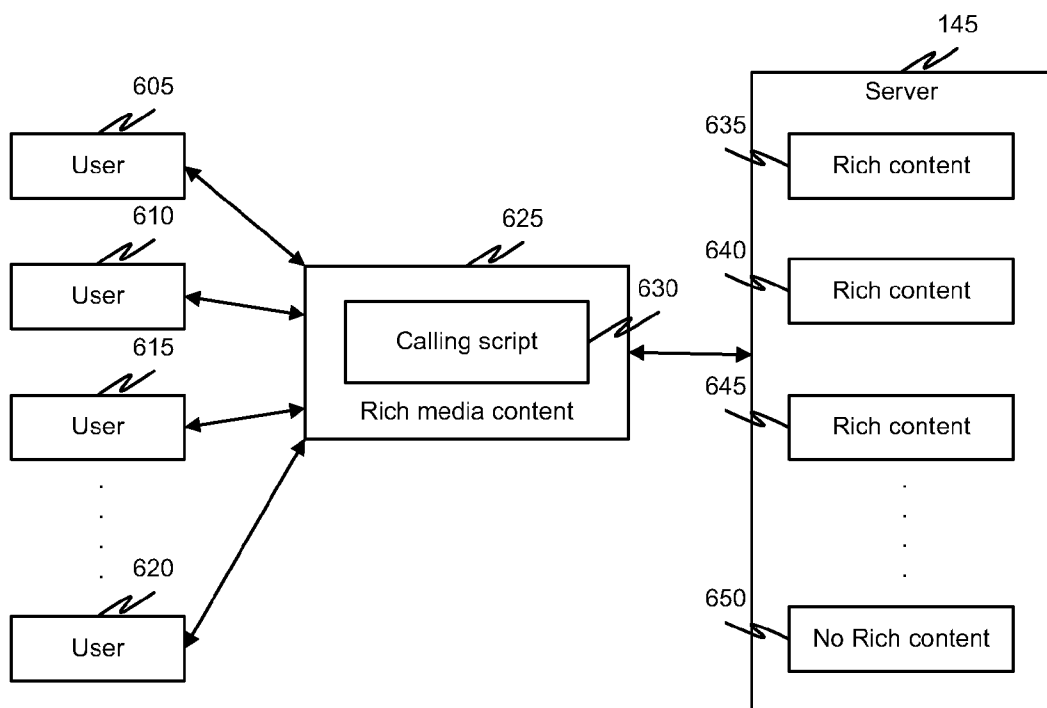 145
Server
605
User
635
Rich content
610
User
625
640
Rich content
630
Calling script
Rich media content
615
User
645
Rich content
620
User
650
No Rich content